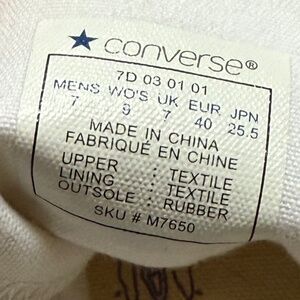 ★ converse®
7D 03 01 01
MENS WO'S UK EUR JPN
7 9 7 40 25.5
MADE IN CHINA
FABRIQUÉ EN CHINE
UPPER : TEXTILE
LINING : TEXTILE
OUTSOLE : RUBBER
SKU # M7650